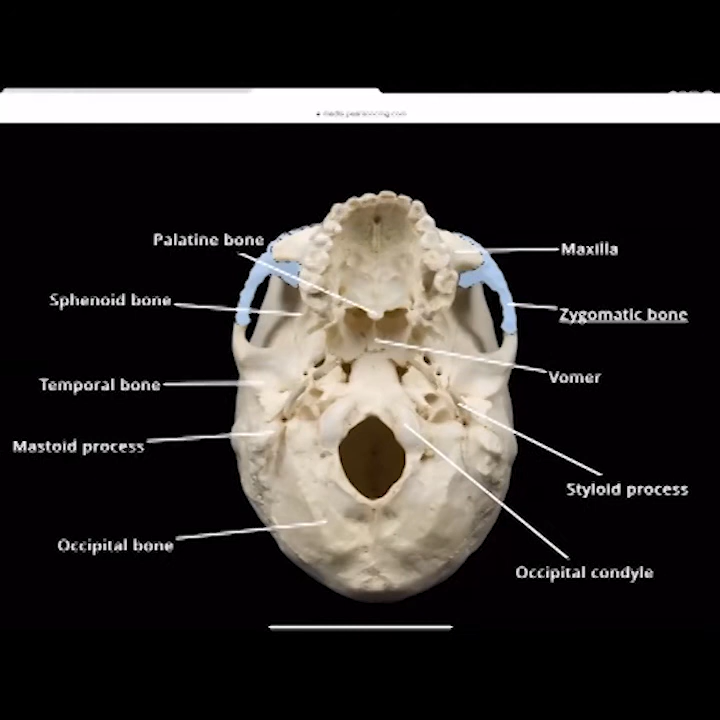 Palatine bone
Maxilla
Sphenoid bone
Zygomatic bone
Vomer
Temporal bone
Mastoid process
Styloid process
Occipital bone
Occipital condyle